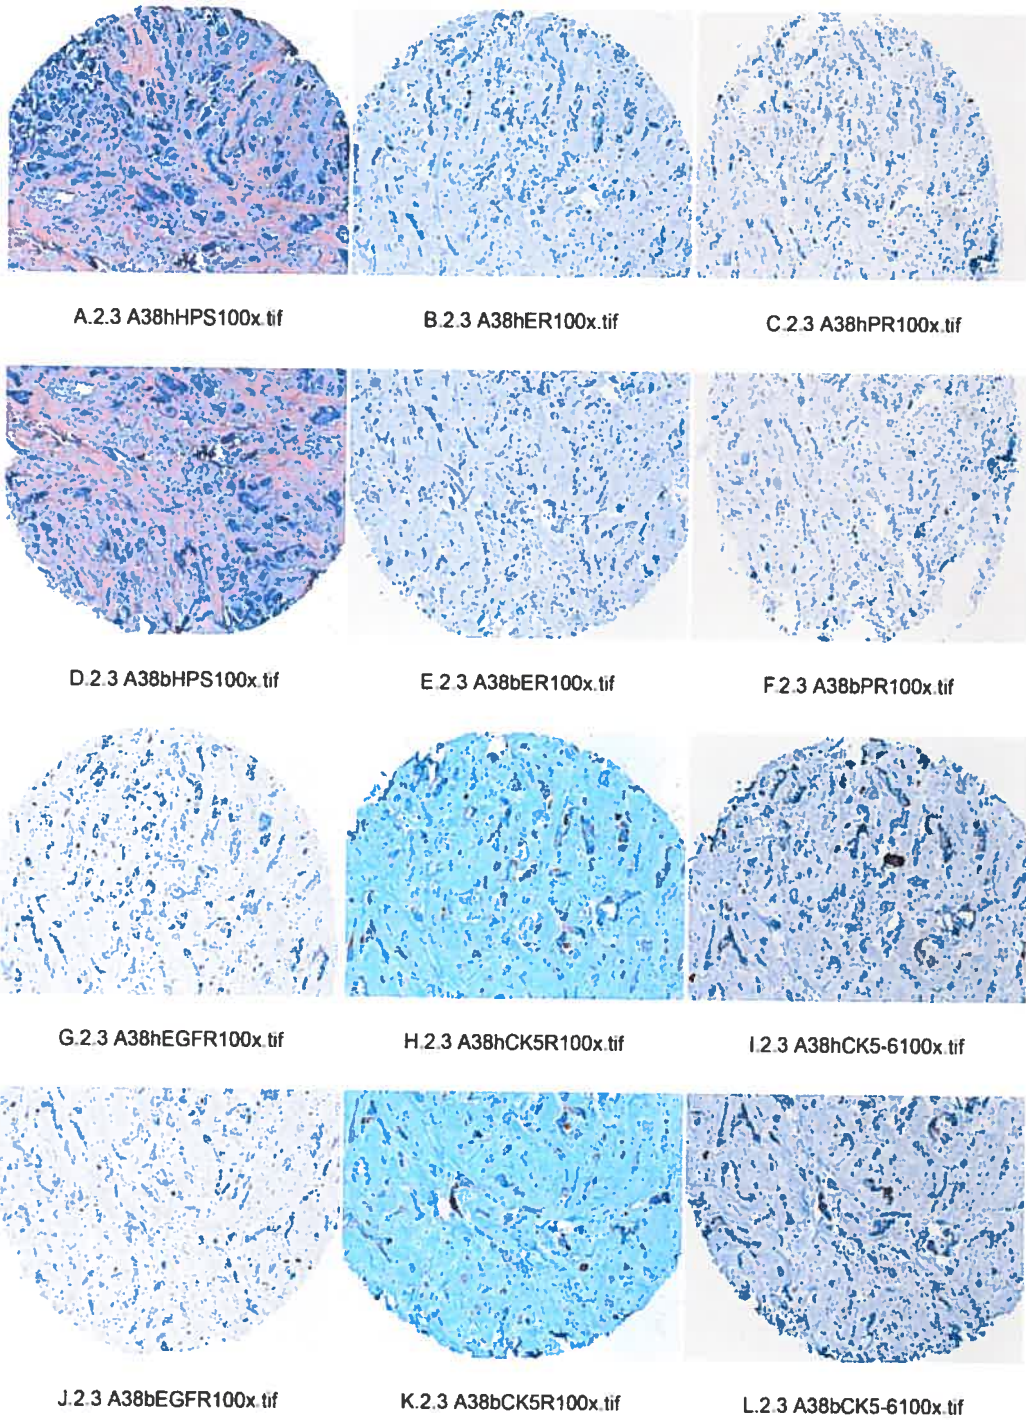 A.2.3 A38hHPS100x.tif
B.2.3 A38hER100x.tif
C.2.3 A38hPR100x.tif
D.2.3 A38bHPS100x.tif
E.2.3 A38bER100x.tif
F.2.3 A38bPR100x.tif
G.2.3 A38hEGFR100x.tif
H.2.3 A38hCK5R100x.tif
I.2.3 A38hCK5-6100x.tif
J.2.3 A38bEGFR100x.tif
K.2.3 A38bCK5R100x.tif
L.2.3 A38bCK5-6100x.tif